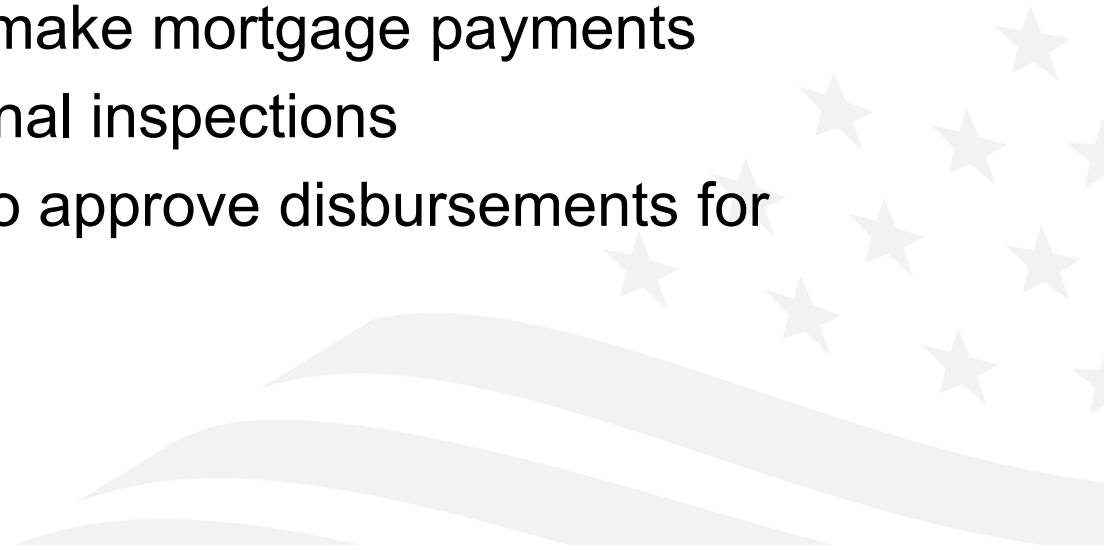 make mortgage payments
nal inspections
o approve disbursements for